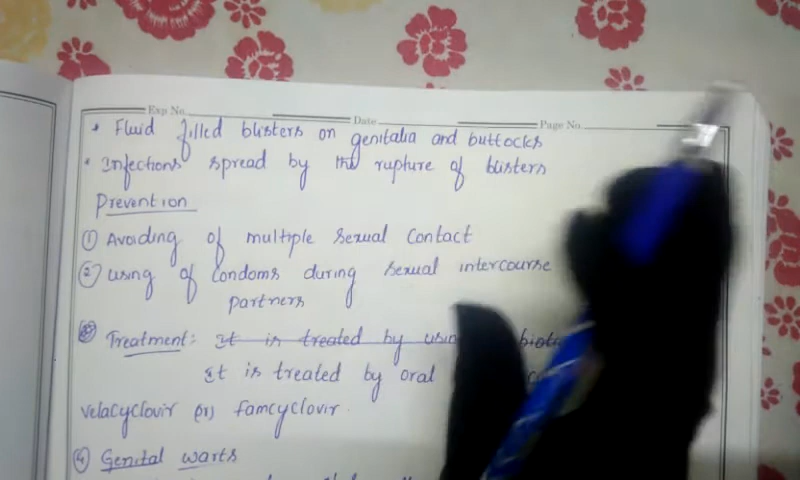 Exp No.
Date
Page No.
• Fluid filled blisters on genitalia and buttocks
• Infections spread by the rupture of blisters
Prevention
① Avoiding of multiple sexual contact
② using of condoms during sexual intercourse
partners
Treatment: It is treated by usin
It is treated by oral
velacyclovir (or) famcyclovir.
④ Genital warts